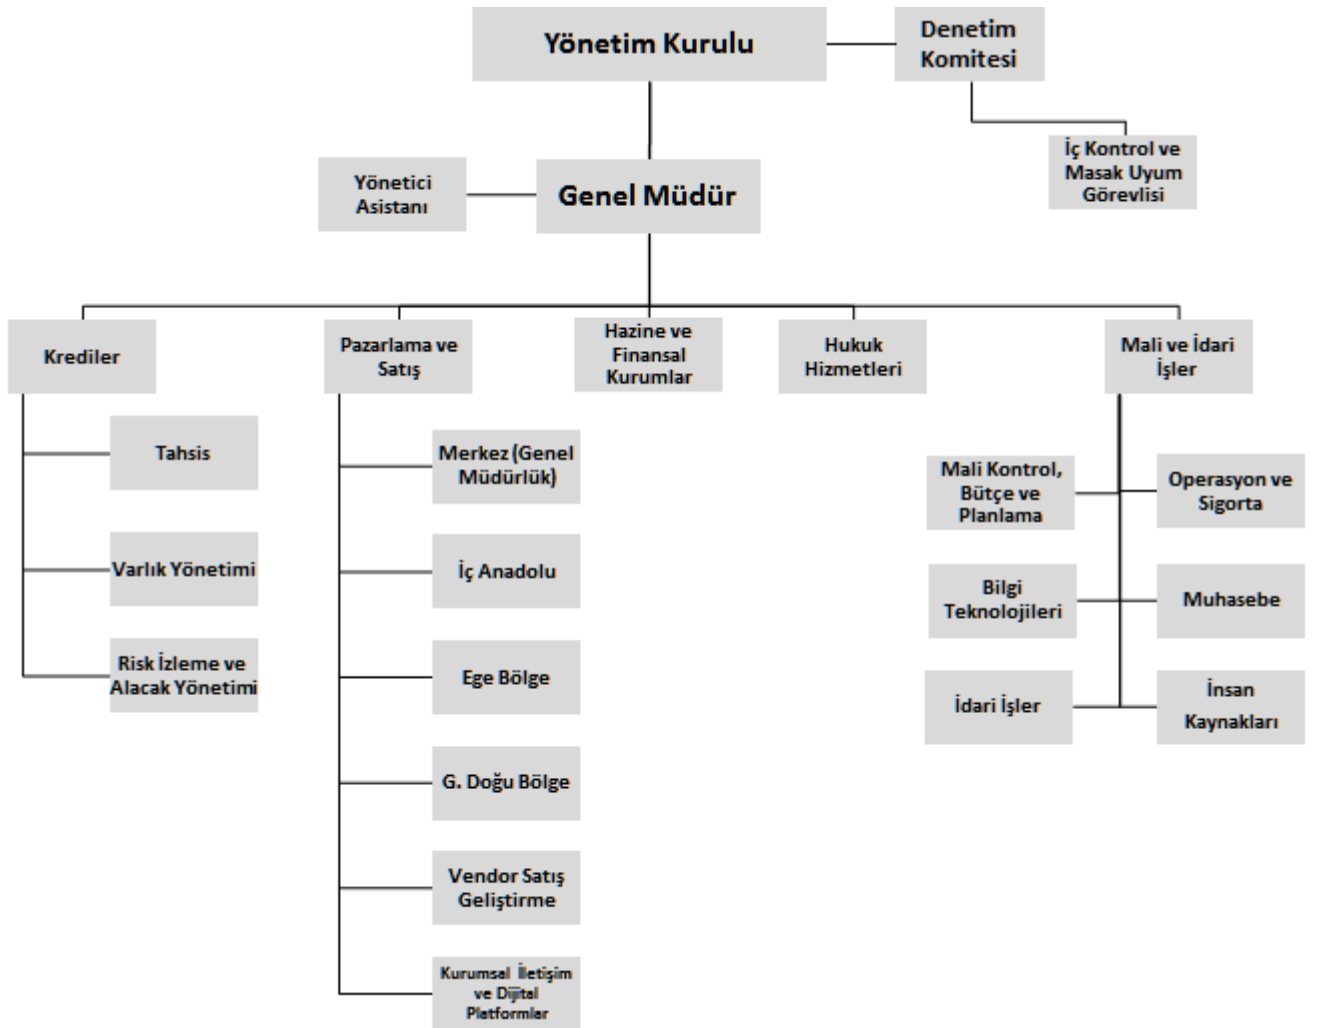 Yönetim Kurulu
Denetim
Komitesi
İç Kontrol ve
Masak Uyum
Görevlisi
Yönetici
Asistanı
Genel Müdür
Krediler
Pazarlama ve
Satış
Hazine ve
Finansal
Kurumlar
Hukuk
Hizmetleri
Mali ve İdari
İşler
Tahsis
Varlık Yönetimi
Risk İzleme ve
Alacak Yönetimi
Merkez (Genel
Müdürlük)
İç Anadolu
Ege Bölge
G. Doğu Bölge
Vendor Satış
Geliştirme
Kurumsal İletişim
ve Dijital
Platformlar
Mali Kontrol,
Bütçe ve
Planlama
Operasyon ve
Sigorta
Bilgi
Teknolojileri
Muhasebe
İdari İşler
İnsan
Kaynakları